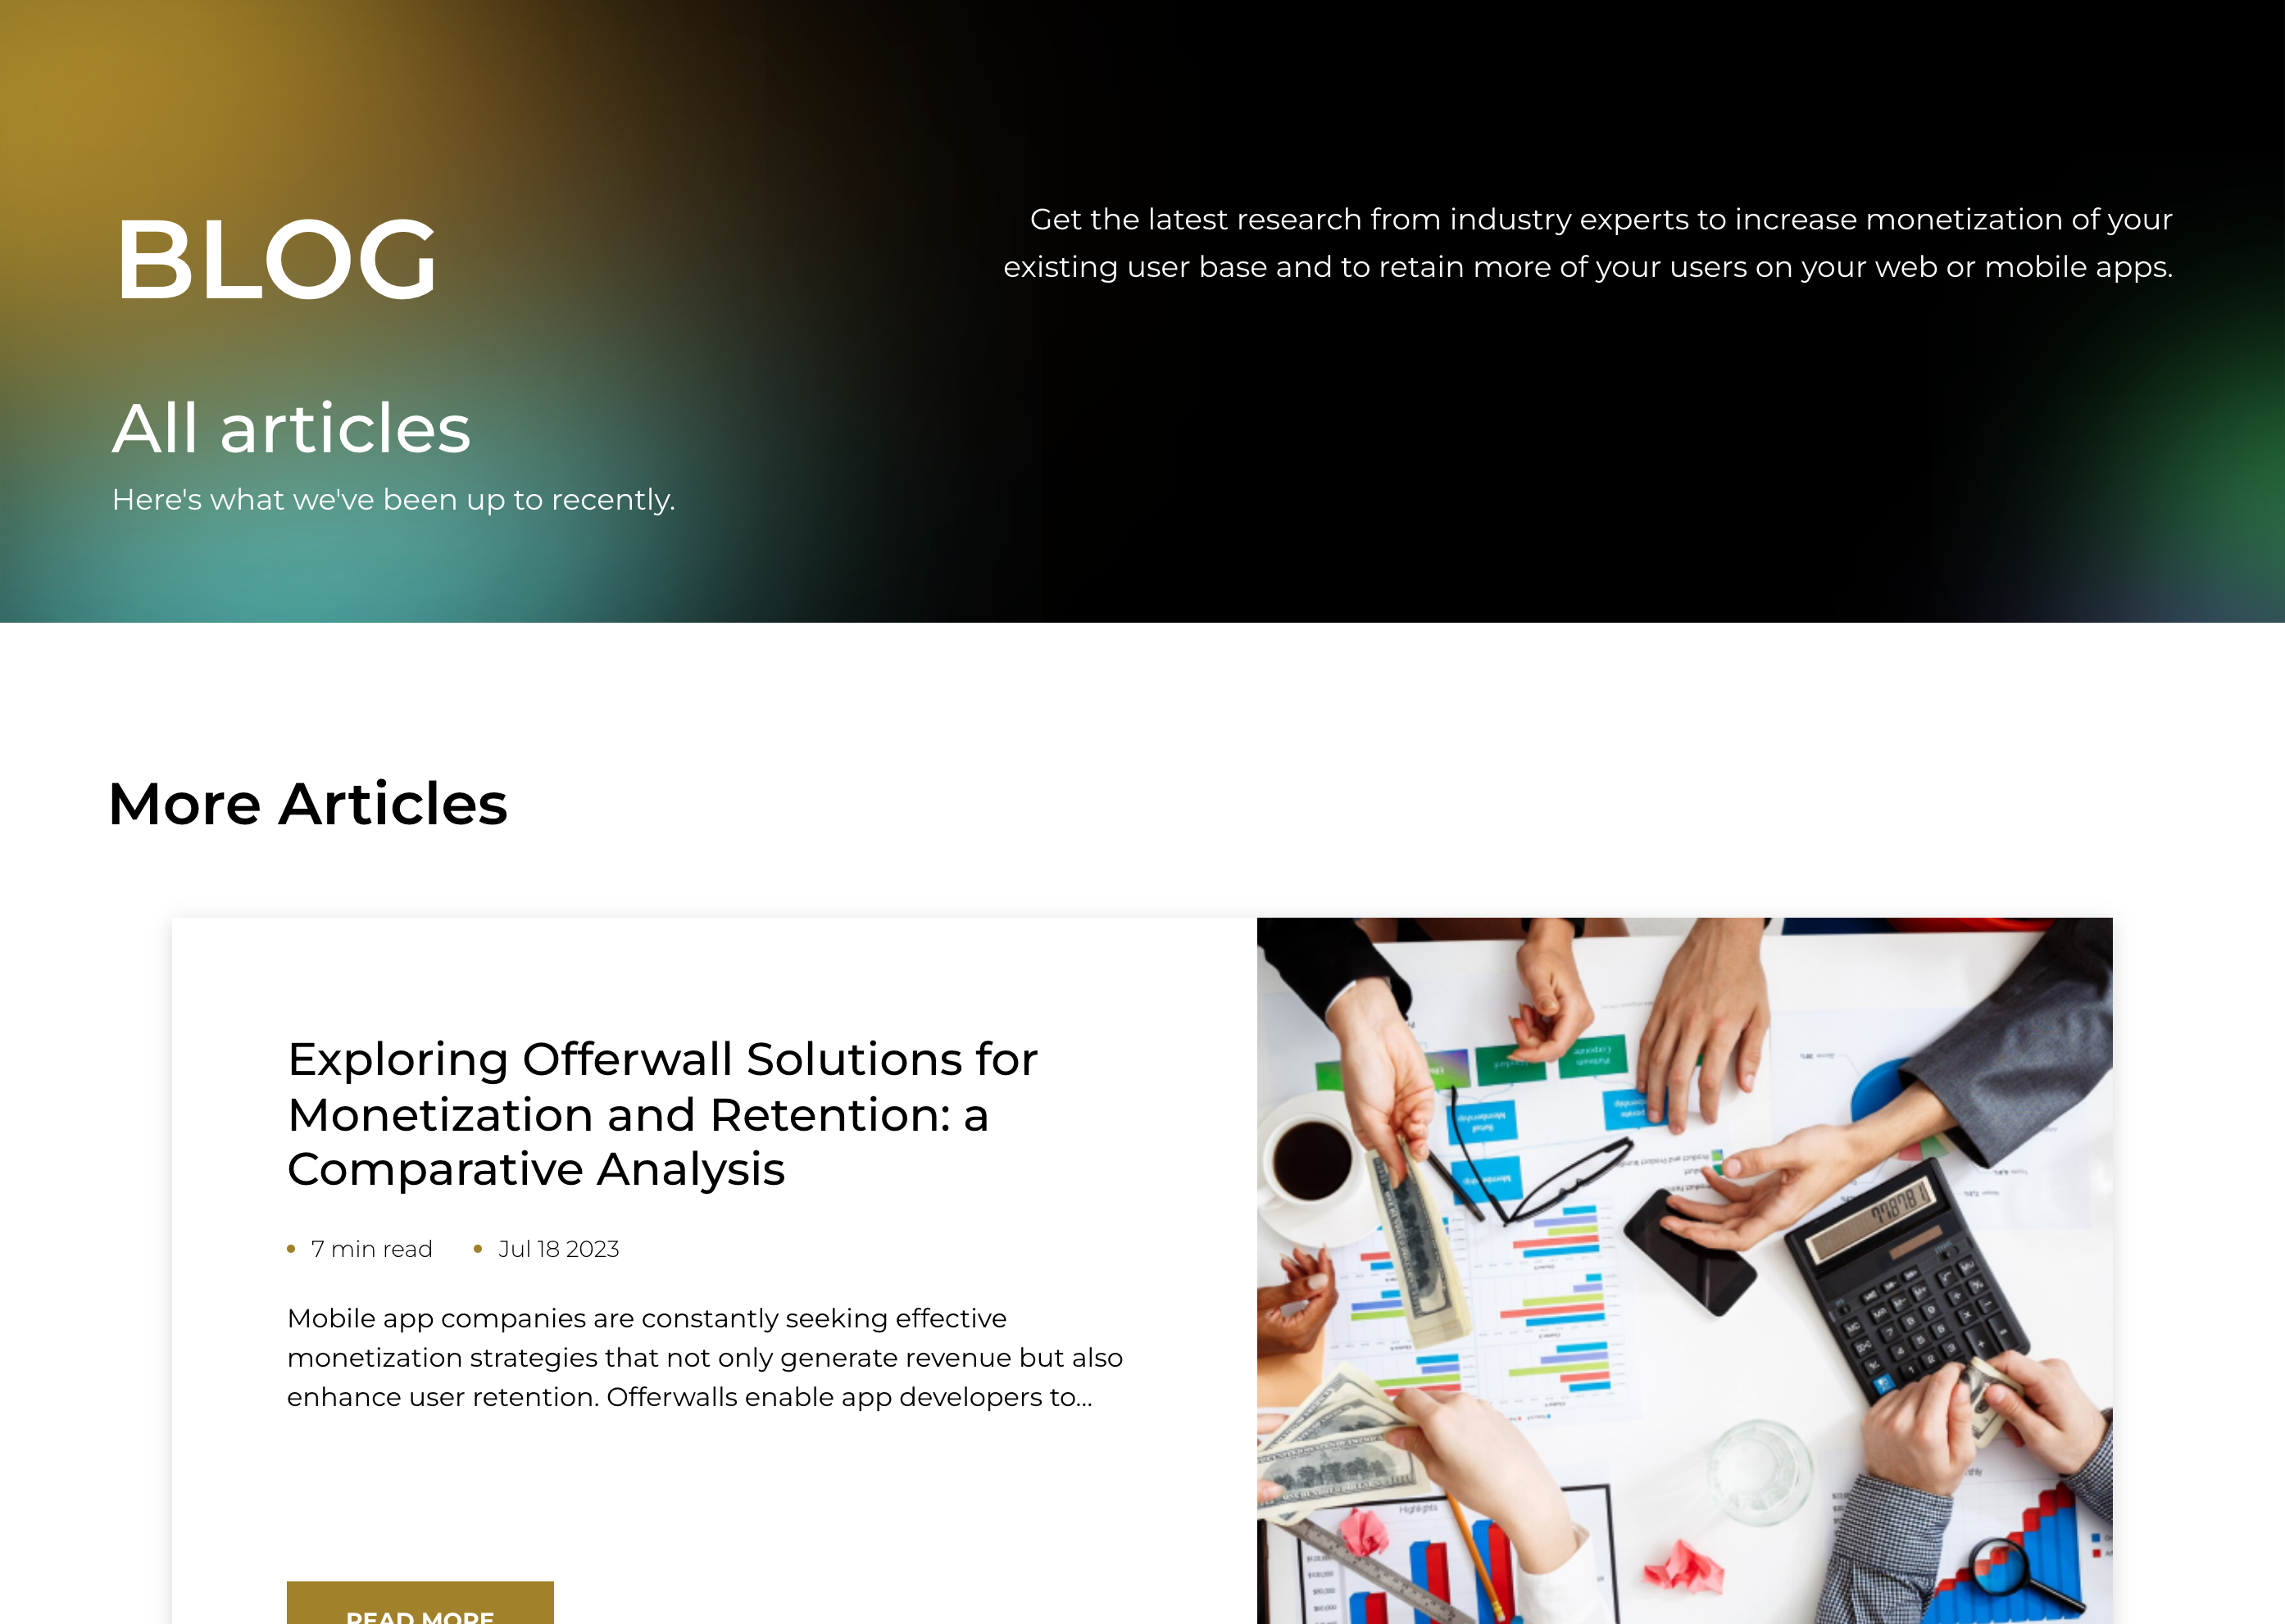 BLOG
Get the latest research from industry experts to increase monetization of your
existing user base and to retain more of your users on your web or mobile apps.
All articles
Here's what we've been up to recently.
More Articles
Exploring Offerwall Solutions for
Monetization and Retention: a
Comparative Analysis
7 min read
Jul 18 2023
Mobile app companies are constantly seeking effective
monetization strategies that not only generate revenue but also
enhance user retention. Offerwalls enable app developers to...
READ MORE
Highlights